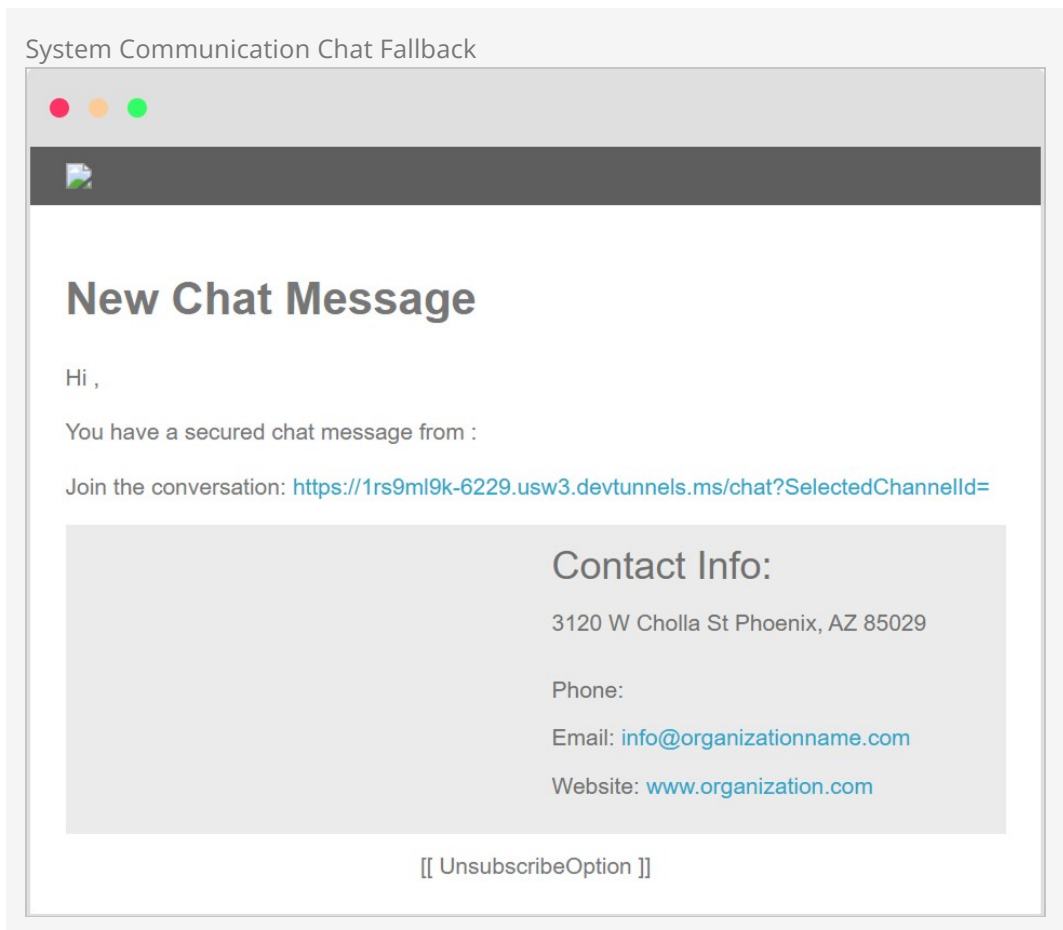 System Communication Chat Fallback
New Chat Message
Hi ,
You have a secured chat message from :
Join the conversation: https://1rs9ml9k-6229.usw3.devtunnels.ms/chat?SelectedChannelId=
Contact Info:
3120 W Cholla St Phoenix, AZ 85029
Phone:
Email: info@organizationname.com
Website: www.organization.com
[[ UnsubscribeOption ]]